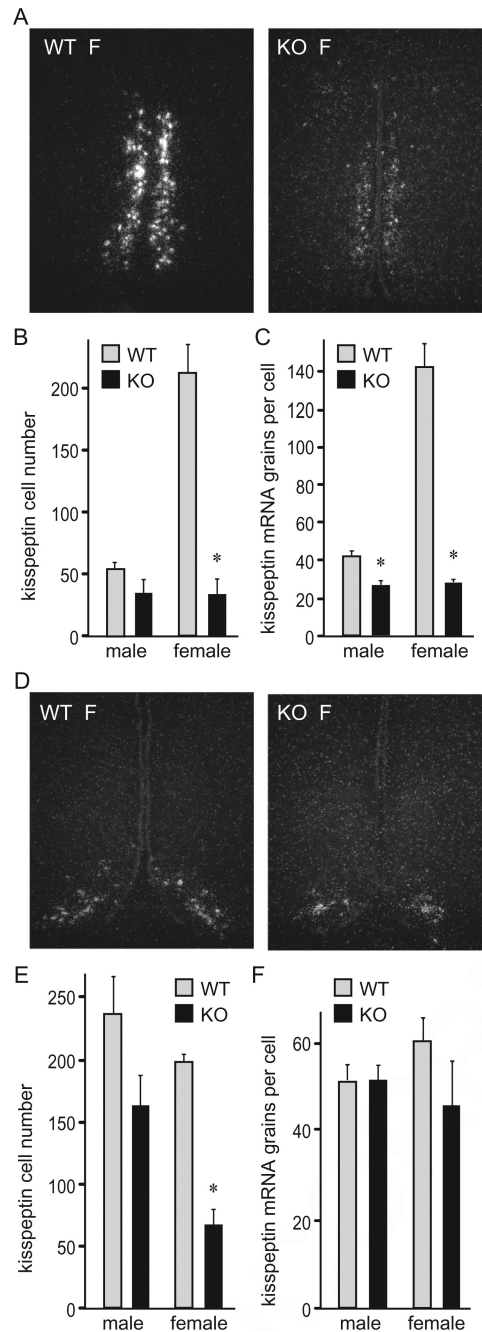 A
WT F
KO F
B
kisspeptin cell number
200
150
100
50
0
WT
KO
*
male
female
C
kisspeptin mRNA grains per cell
140
120
100
80
60
40
20
0
WT
KO
*
*
male
female
D
WT F
KO F
E
kisspeptin cell number
250
200
150
100
50
0
WT
KO
*
male
female
F
kisspeptin mRNA grains per cell
60
40
20
0
WT
KO
male
female